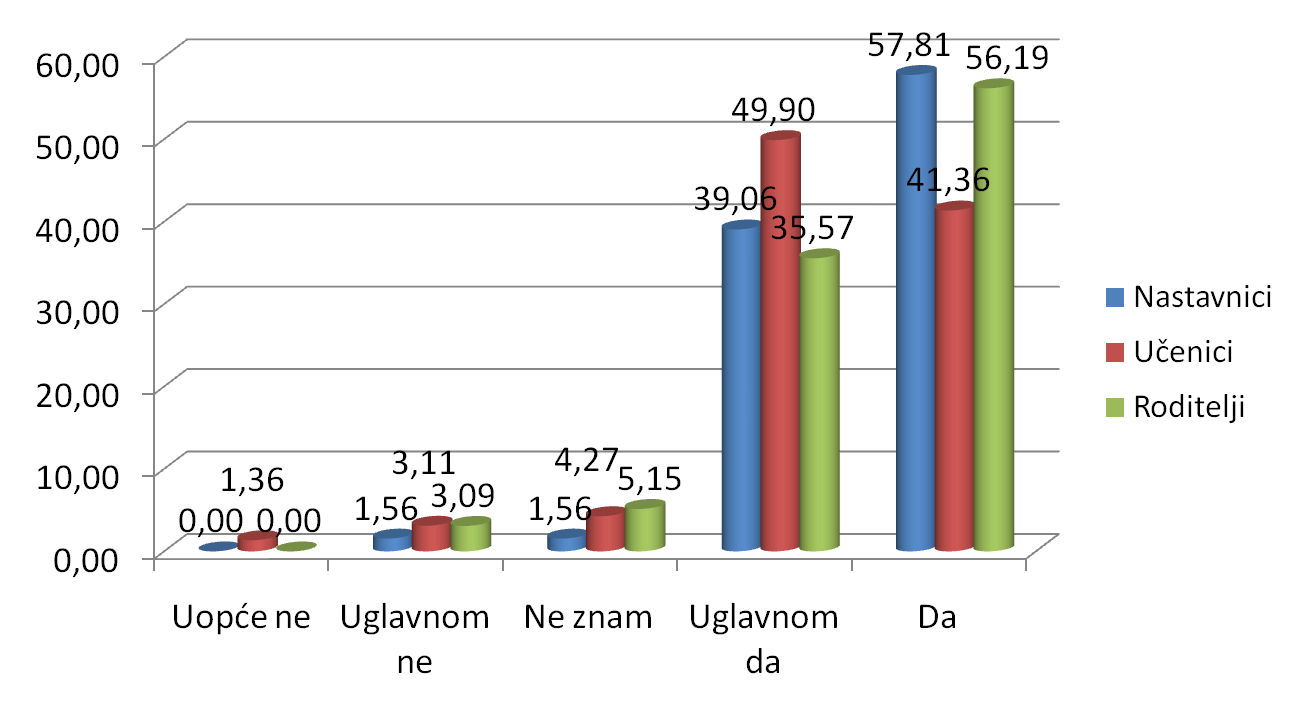 60,00
50,00
40,00
30,00
20,00
10,00
0,00
0,00 1,36 0,00
1,56 3,11 3,09
1,56 4,27 5,15
39,06 49,90 35,57
57,81 41,36 56,19
Uopće ne
Uglavnom
ne
Ne znam
Uglavnom
da
Da
Nastavnici
Učenici
Roditelji